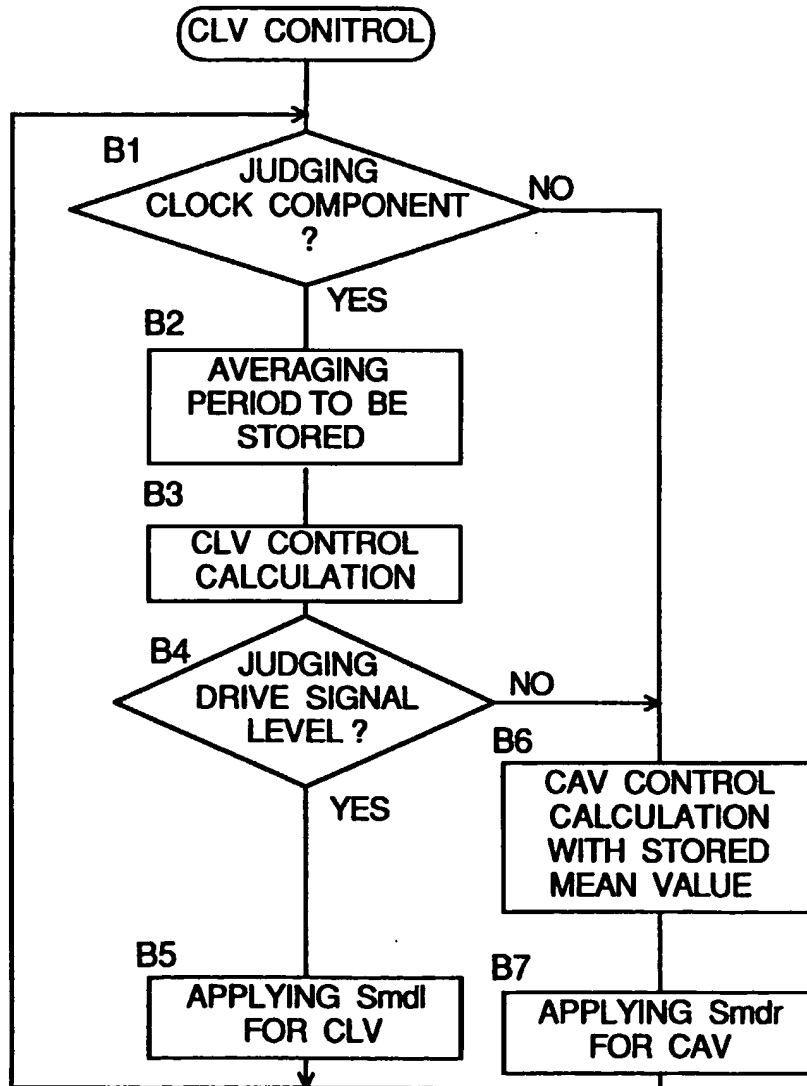 CLV CONITROL
B1
JUDGING
CLOCK COMPONENT
?
NO
YES
B2
AVERAGING
PERIOD TO BE
STORED
B3
CLV CONTROL
CALCULATION
B4
JUDGING
DRIVE SIGNAL
LEVEL ?
NO
YES
B6
CAV CONTROL
CALCULATION
WITH STORED
MEAN VALUE
B5
APPLYING Smdl
FOR CLV
B7
APPLYING Smdr
FOR CAV